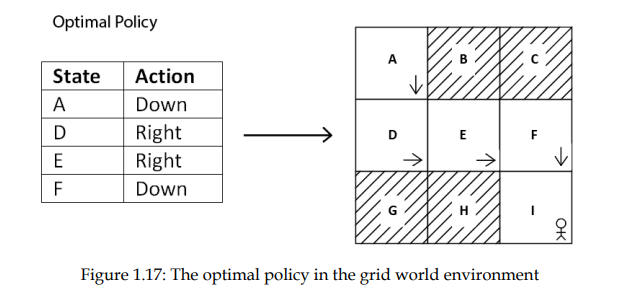 Optimal Policy
State Action
A Down
D Right
E Right
F Down
A B C
D E F
G H I
Figure 1.17: The optimal policy in the grid world environment